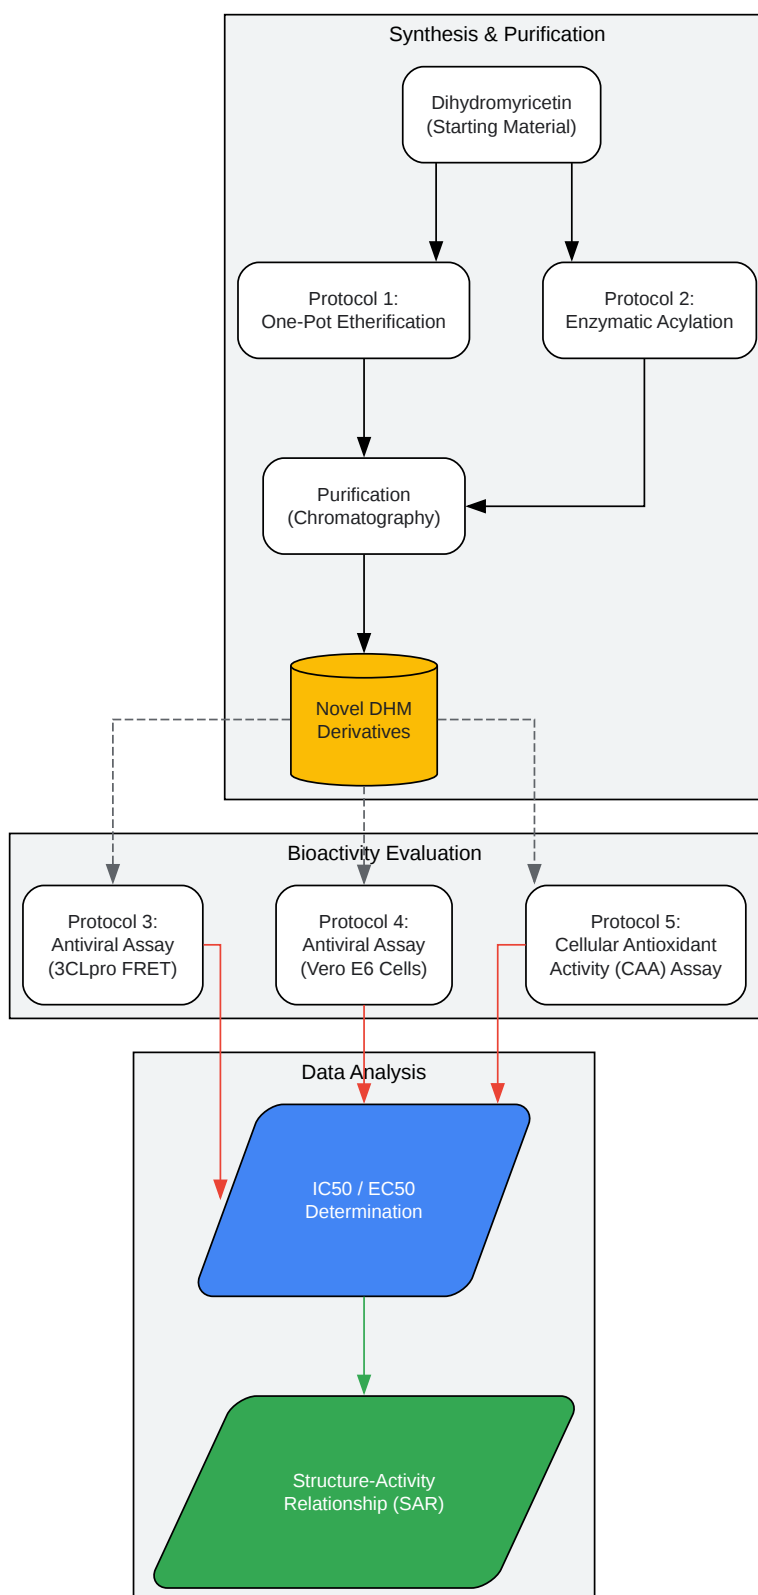 Synthesis & Purification
Dihydromyricetin
(Starting Material)
Protocol 1:
One-Pot Etherification
Protocol 2:
Enzymatic Acylation
Purification
(Chromatography)
Novel DHM
Derivatives
Bioactivity Evaluation
Protocol 3:
Antiviral Assay
(3CLpro FRET)
Protocol 4:
Antiviral Assay
(Vero E6 Cells)
Protocol 5:
Cellular Antioxidant
Activity (CAA) Assay
Data Analysis
IC50 / EC50
Determination
Structure-Activity
Relationship (SAR)